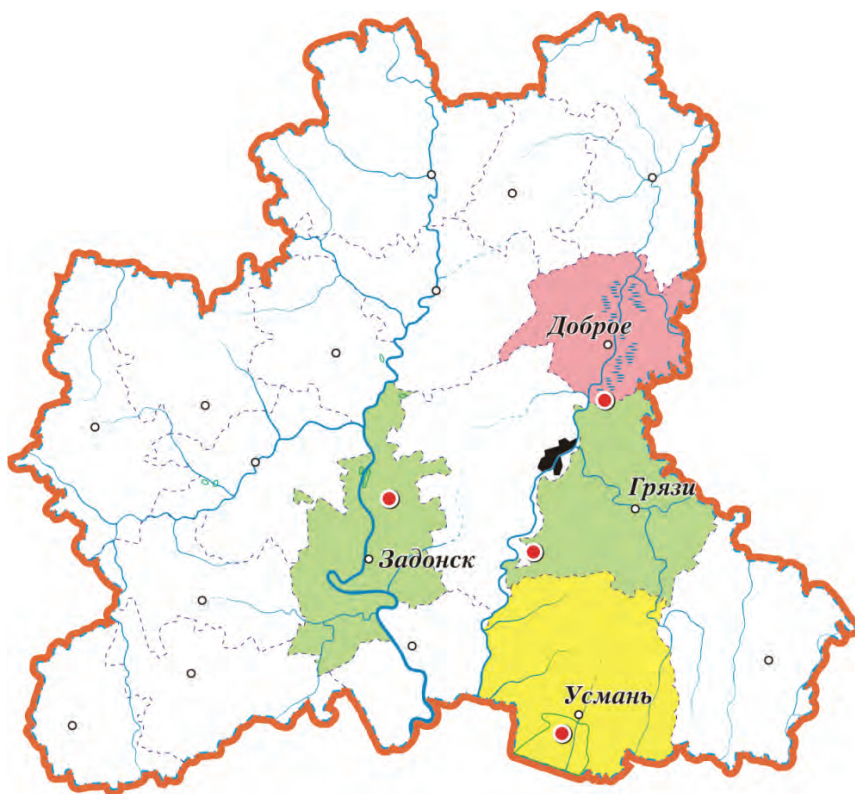 Доброе
Грязи
Задонск
Усмань